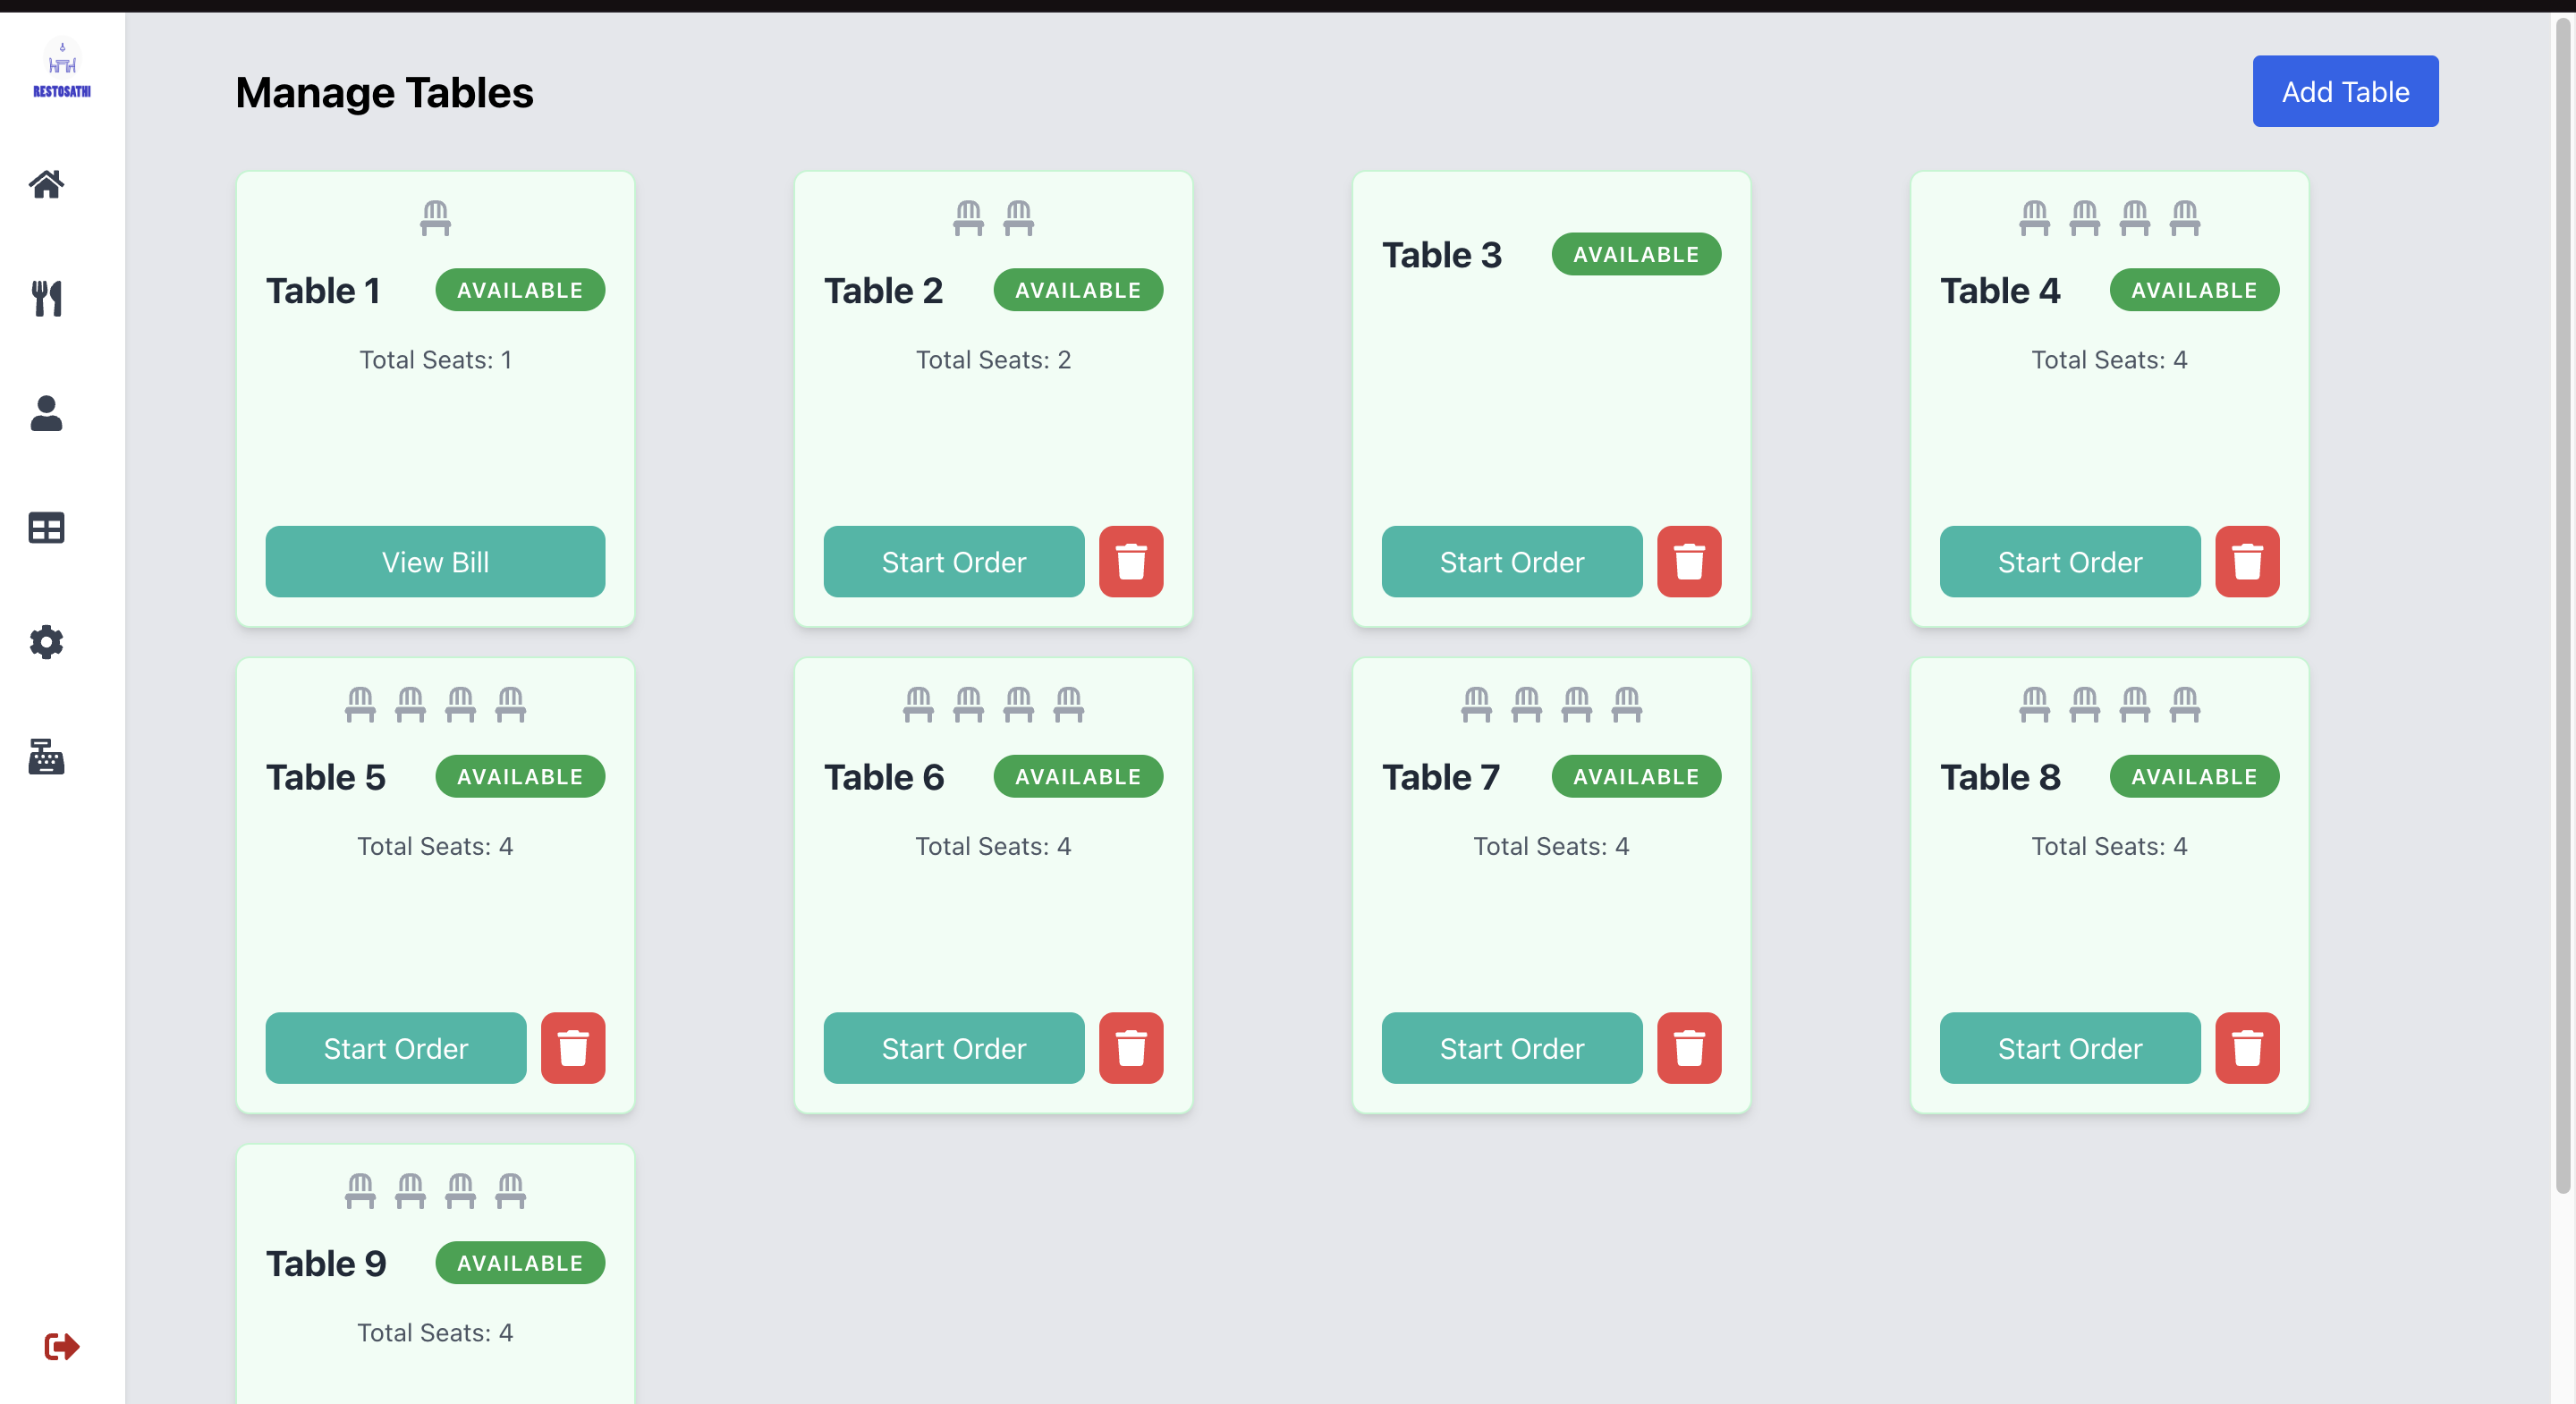 RESTOSATHI
Manage Tables
Add Table
Table 1 AVAILABLE
Total Seats: 1
View Bill
Table 2 AVAILABLE
Total Seats: 2
Start Order
Table 3 AVAILABLE
Start Order
Table 4 AVAILABLE
Total Seats: 4
Start Order
Table 5 AVAILABLE
Total Seats: 4
Start Order
Table 6 AVAILABLE
Total Seats: 4
Start Order
Table 7 AVAILABLE
Total Seats: 4
Start Order
Table 8 AVAILABLE
Total Seats: 4
Start Order
Table 9 AVAILABLE
Total Seats: 4